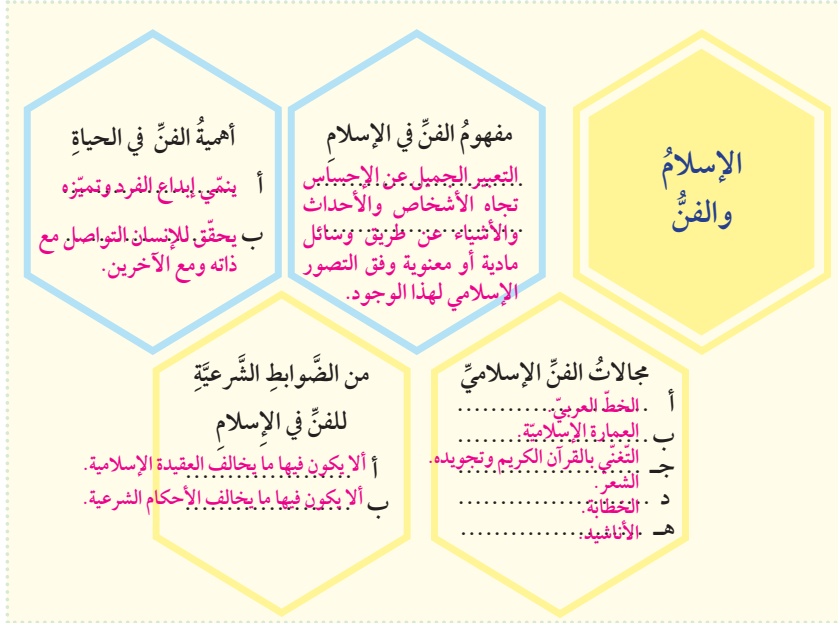 الإسلامُ
والفنُّ
مفهومُ الفنِّ في الإسلامِ
التعبير الجميل عن الإحساس
تجاه الأشخاص والأحداث
والأشياء عن طريق وسائل
مادية أو معنوية وفق التصور
الإسلامي لهذا الوجود.
أهميةُ الفنِّ في الحياةِ
أ ينمّي إبداع الفرد وتميّزه
ب يحقّق للإنسان التواصل مع
ذاته ومع الآخرين.
مجالاتُ الفنِّ الإسلاميِّ
أ الخطّ العربيّ.
ب العمارة الإسلاميّة.
جـ التّغنّي بالقرآن الكريم وتجويده.
الشعر.
د الخطابة.
هـ الأناشيد.
من الضَّوابطِ الشَّرعيَّةِ
للفنِّ في الإسلامِ
أ ألا يكون فيها ما يخالف العقيدة الإسلامية.
ب ألا يكون فيها ما يخالف الأحكام الشرعية.